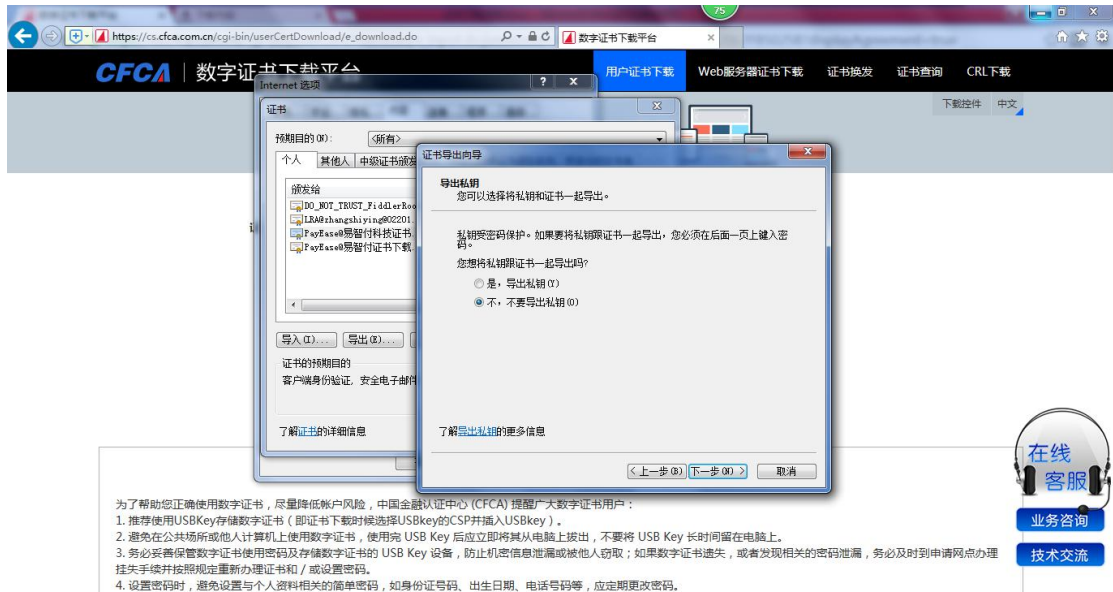 75
https://cs.cfca.com.cn/cgi-bin/userCertDownload/e_download.do
数字证书下载平台
CFCA 数字证书下载平台
用户证书下载 Web服务器证书下载 证书换发 证书查询 CRL下载
下载控件 中文
Internet 选项
证书
预期目的(N): <所有>
个人 其他人 中级证书颁发
颁发给
DO_NOT_TRUST_FiddlerRoo
LRA@zhangshiying@02201.
PayEase@易智付科技证书.
PayEase@易智付证书下载.
导入(I)... 导出(E)...
证书的预期目的
客户端身份验证, 安全电子邮件
了解证书的详细信息
证书导出向导
导出私钥
您可以选择将私钥和证书一起导出。
私钥受密码保护。如果要将私钥跟证书一起导出，您必须在后面一页上键入密
码。
您想将私钥跟证书一起导出吗?
是，导出私钥(Y)
不，不要导出私钥(O)
了解导出私钥的更多信息
< 上一步(B) 下一步(N) > 取消
在线
客服
业务咨询
技术交流
为了帮助您正确使用数字证书，尽量降低帐户风险，中国金融认证中心 (CFCA) 提醒广大数字证书用户：
1. 推荐使用USBKey存储数字证书 ( 即证书下载时候选择USBkey的CSP并插入USBkey ) 。
2. 避免在公共场所或他人计算机上使用数字证书，使用完 USB Key 后应立即将其从电脑上拔出，不要将 USB Key 长时间留在电脑上。
3. 务必妥善保管数字证书使用密码及存储数字证书的 USB Key 设备，防止机密信息泄漏或被他人窃取；如果数字证书遗失，或者发现相关的密码泄漏，务必及时到申请网点办理
挂失手续并按照规定重新办理证书和 / 或设置密码。
4. 设置密码时，避免设置与个人资料相关的简单密码，如身份证号码、出生日期、电话号码等，应定期更改密码。